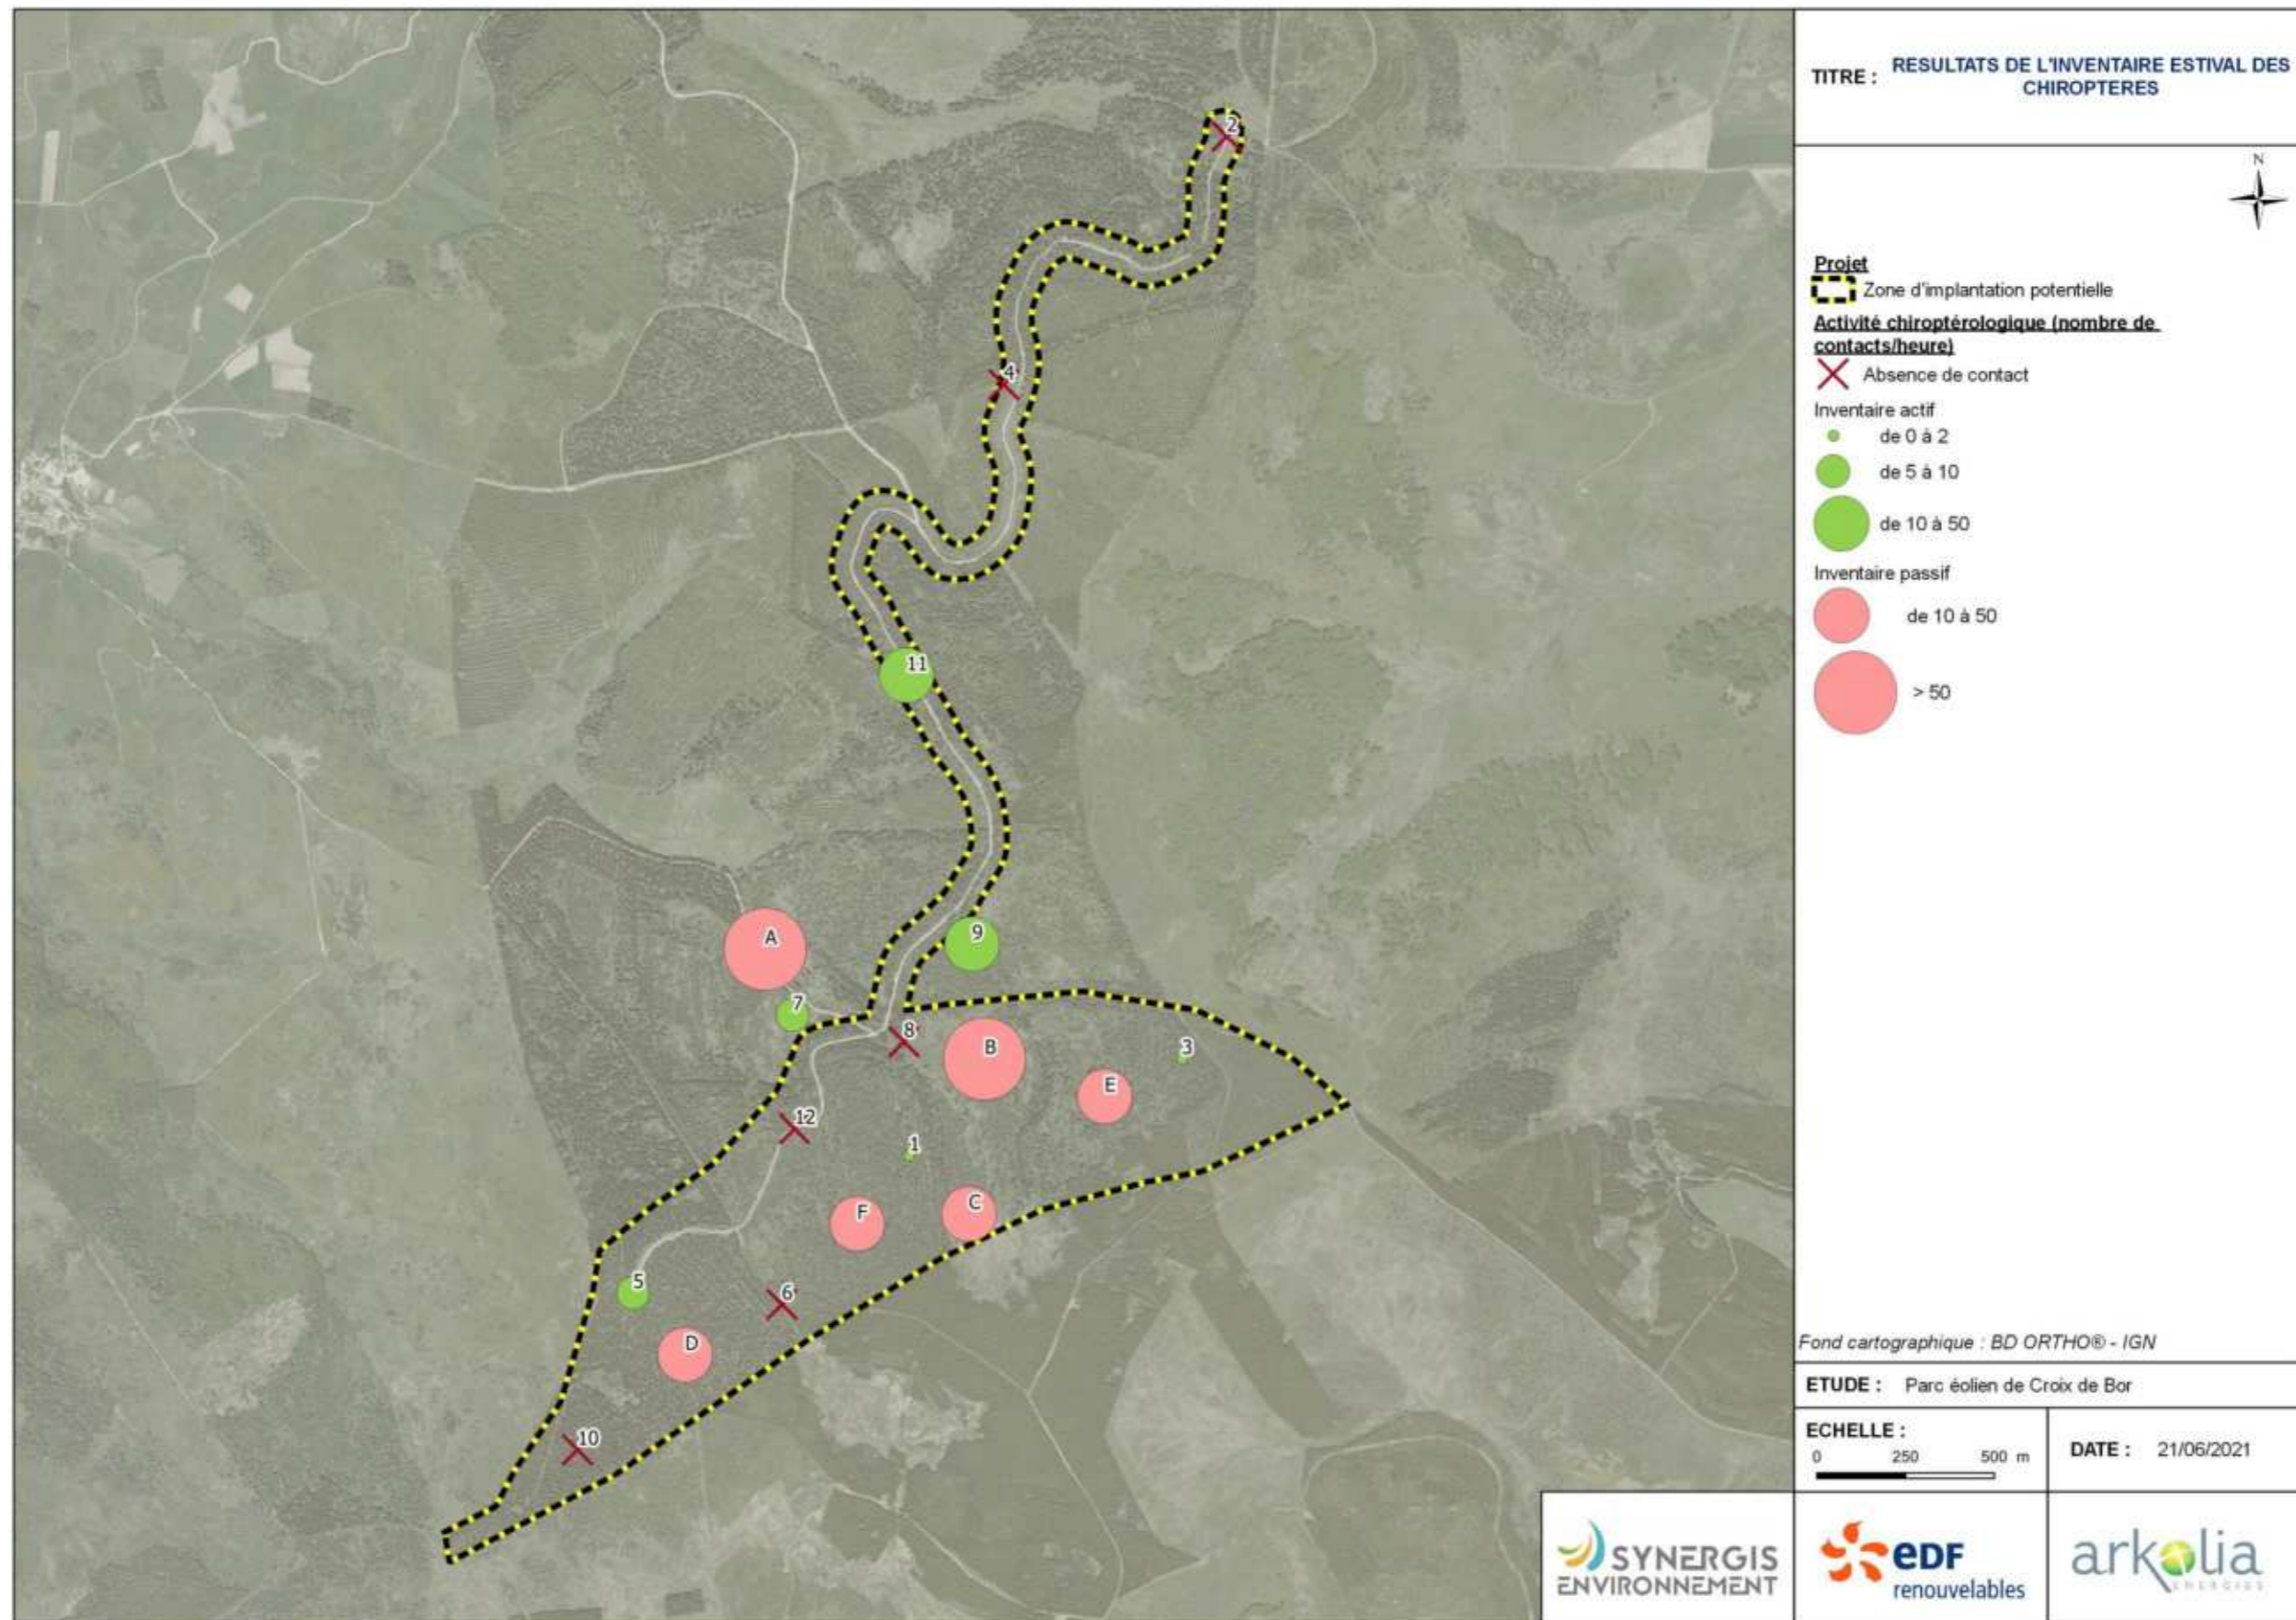 TITRE : RESULTATS DE L'INVENTAIRE ESTIVAL DES
CHIROPTERES
N
Projet
Zone d'implantation potentielle
Activité chiroptérologique (nombre de
contacts/heure)
Absence de contact
Inventaire actif
de 0 à 2
de 5 à 10
de 10 à 50
Inventaire passif
de 10 à 50
> 50
2
4
11
A
9
7
8
B
3
E
12
1
F
C
5
6
D
10
Fond cartographique : BD ORTHO® - IGN
ETUDE : Parc éolien de Croix de Bor
ECHELLE :
0 250 500 m
DATE : 21/06/2021
SYNERGIS
ENVIRONNEMENT
eDF
renouvelables
arkolia
ENERGIES